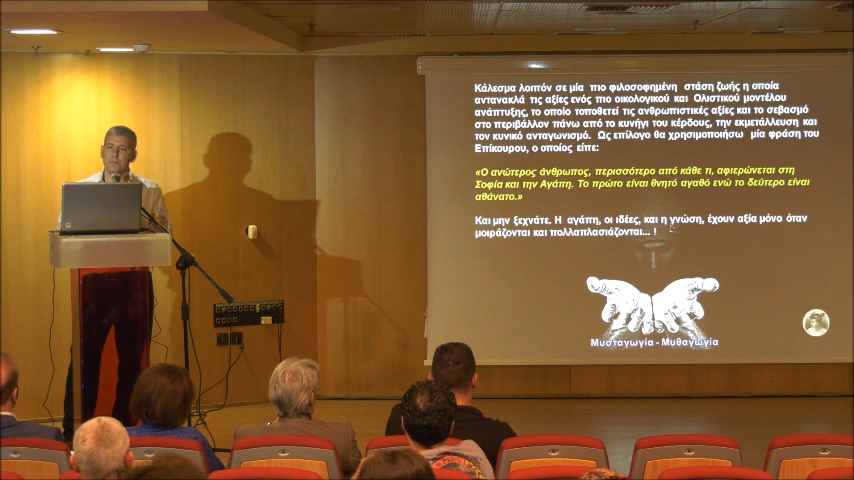 Κάλεσμα λοιπόν σε μία πιο φιλοσοφημένη στάση ζωής η οποία
αντανακλά τις αξίες ενός πιο οικολογικού και Ολιστικού μοντέλου
ανάπτυξης, το οποίο τοποθετεί τις ανθρωπιστικές αξίες και το σεβασμό
στο περιβάλλον πάνω από το κυνήγι του κέρδους, την εκμετάλλευση και
τον κυνικό ανταγωνισμό. Ως επίλογο θα χρησιμοποιήσω μία φράση του
Επίκουρου, ο οποίος είπε:
«Ο ανώτερος άνθρωπος, περισσότερο από κάθε τι, αφιερώνεται στη
Σοφία και την Αγάπη. Το πρώτο είναι θνητό αγαθό ενώ το δεύτερο είναι
αθάνατο.»
Και μην ξεχνάτε. Η αγάπη, οι ιδέες, και η γνώση, έχουν αξία μόνο όταν
μοιράζονται και πολλαπλασιάζονται... !
Μυσταγωγία - Μυθαγωγία